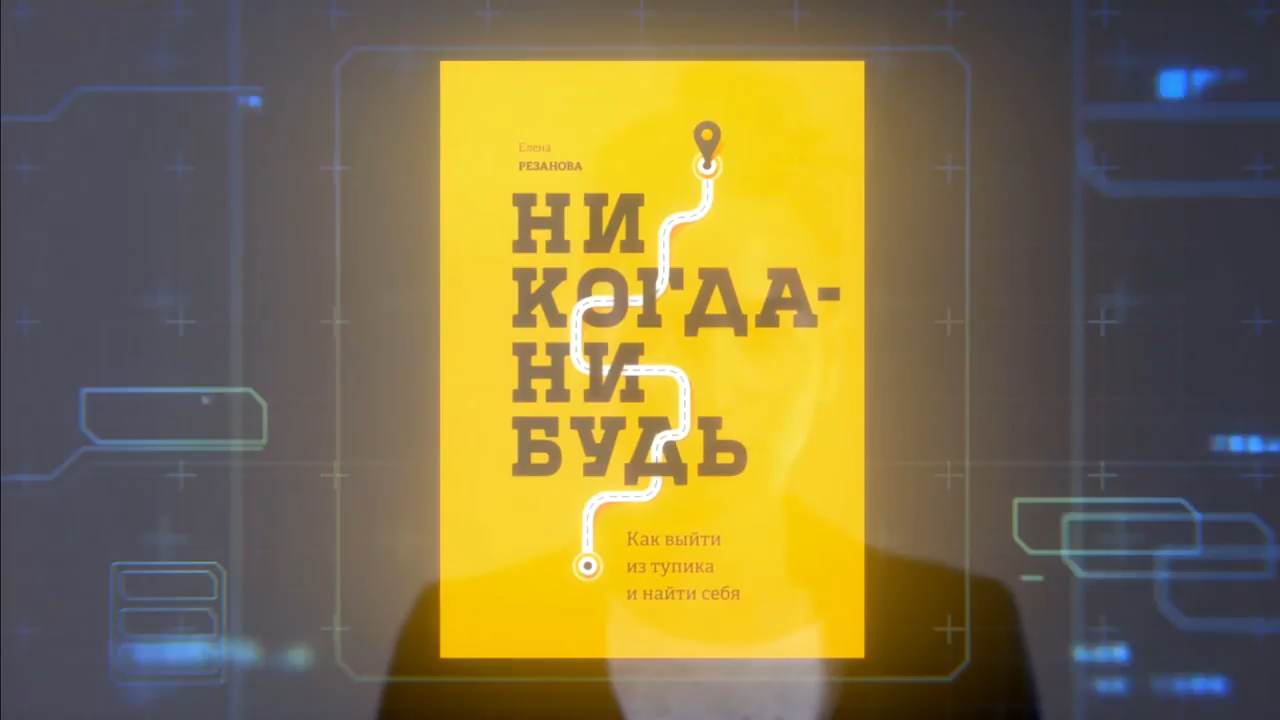 Елена
РЕЗАНОВА
НИ
КОГДА-
НИ
БУДЬ
Как выйти
из тупика
и найти себя